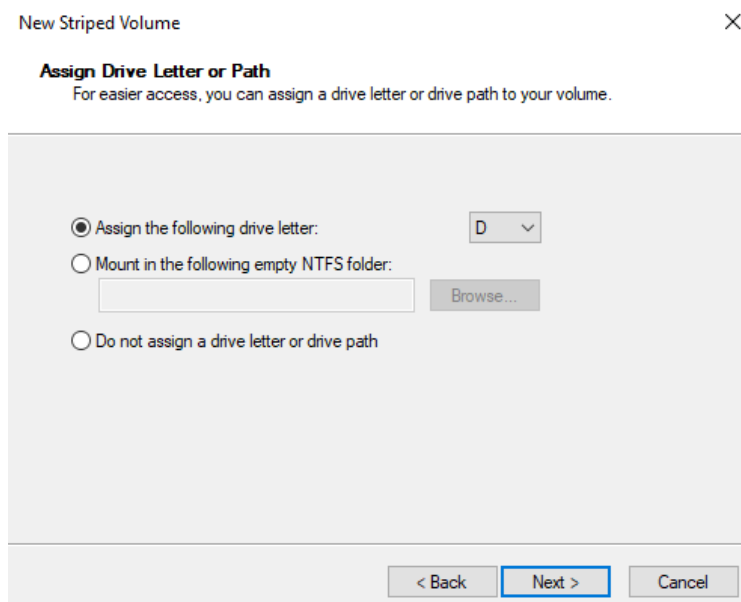 New Striped Volume
Assign Drive Letter or Path
For easier access, you can assign a drive letter or drive path to your volume.
Assign the following drive letter: D
Mount in the following empty NTFS folder:
Browse...
Do not assign a drive letter or drive path
< Back Next > Cancel